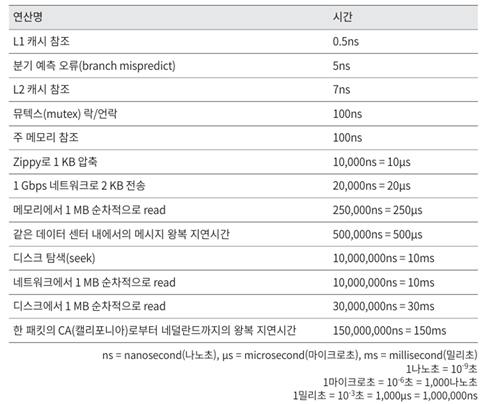 연산명 시간
L1 캐시 참조 0.5ns
분기 예측 오류(branch mispredict) 5ns
L2 캐시 참조 7ns
뮤텍스(mutex) 락/언락 100ns
주 메모리 참조 100ns
Zippy로 1 KB 압축 10,000ns = 10μs
1 Gbps 네트워크로 2 KB 전송 20,000ns = 20μs
메모리에서 1 MB 순차적으로 read 250,000ns = 250μs
같은 데이터 센터 내에서의 메시지 왕복 지연시간 500,000ns = 500μs
디스크 탐색(seek) 10,000,000ns = 10ms
네트워크에서 1 MB 순차적으로 read 10,000,000ns = 10ms
디스크에서 1 MB 순차적으로 read 30,000,000ns = 30ms
한 패킷의 CA(캘리포니아)로부터 네덜란드까지의 왕복 지연시간 150,000,000ns = 150ms
ns = nanosecond(나노초), μs = microsecond(마이크로초), ms = millisecond(밀리초)
1나노초 = 10⁻⁹초
1마이크로초 = 10⁻⁶초 = 1,000나노초
1밀리초 = 10⁻³초 = 1,000μs = 1,000,000ns